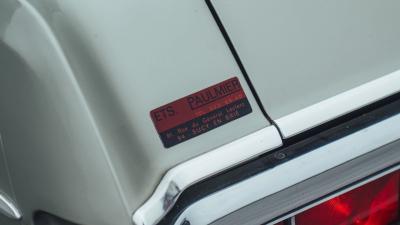 ETS. PAULMIER
Rue du Général Leclerc
94 SUCY EN BRIE